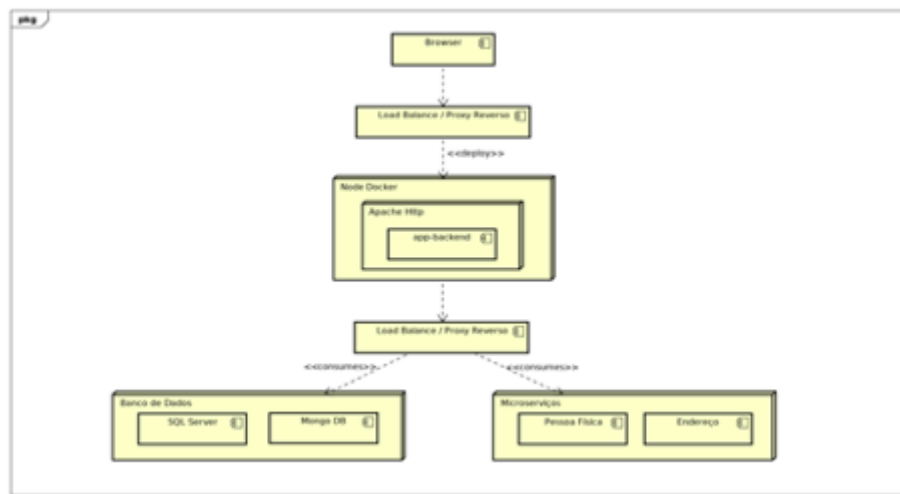 pkg
Browser
Load Balance / Proxy Reverso
<<deploy>>
Node Docker
Apache Http
app-backend
Load Balance / Proxy Reverso
<<consumes>>
<<consumes>>
Banco de Dados
SQL Server
Mongo DB
Microserviços
Pessoa Física
Endereço